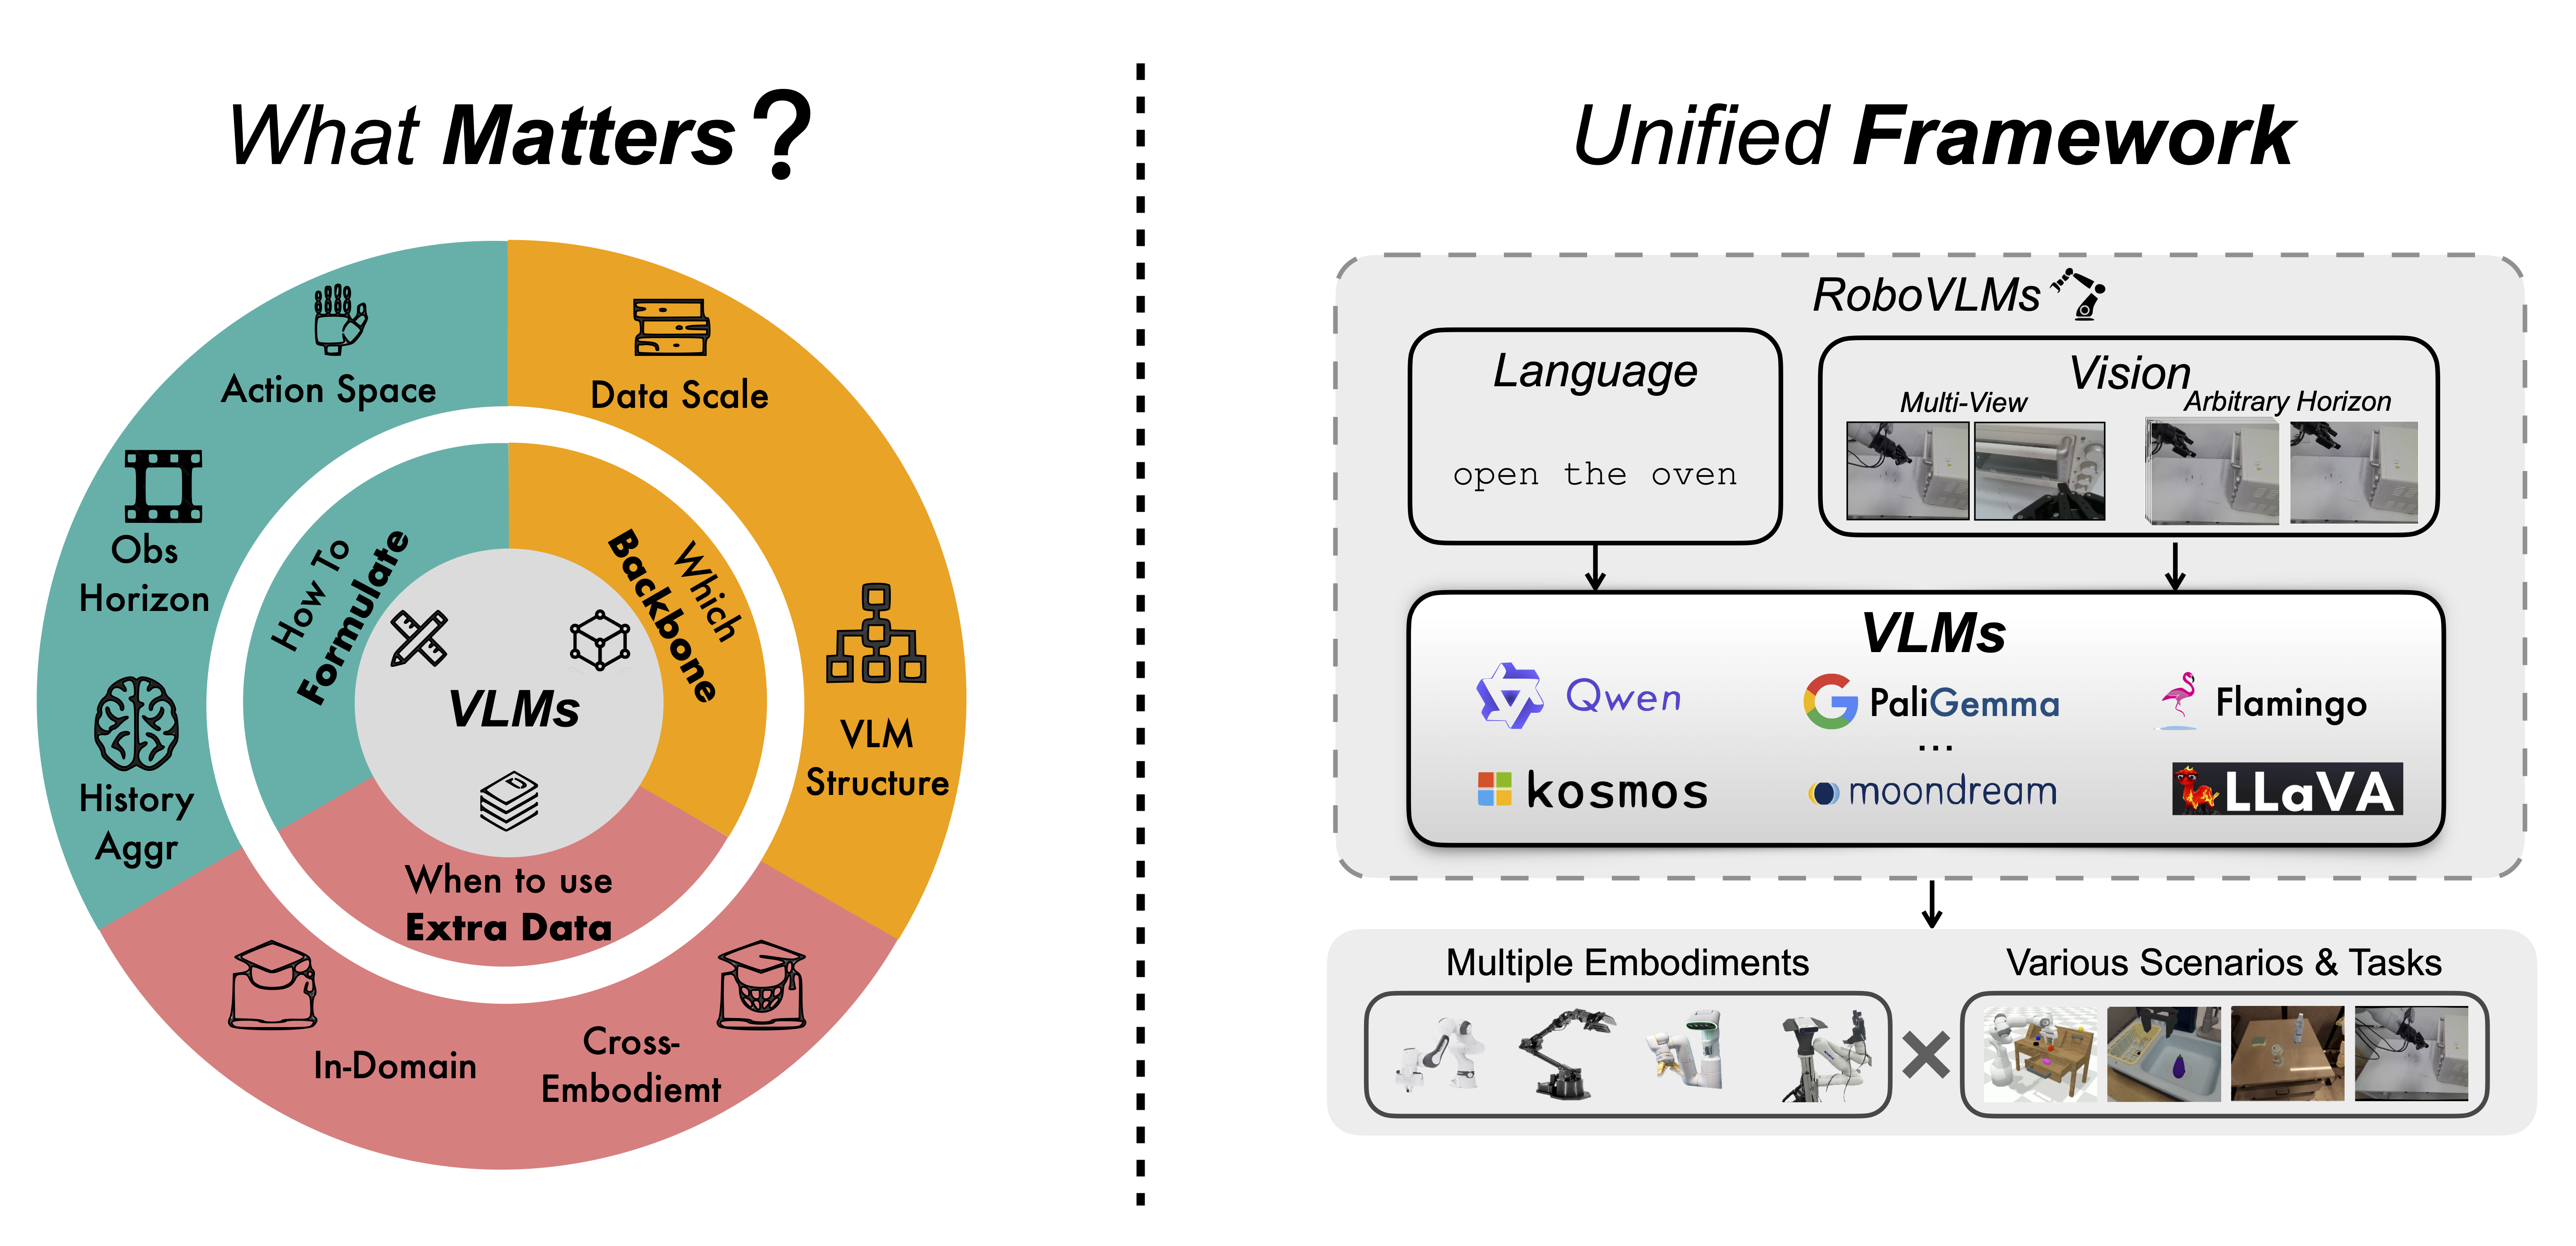 What Matters?
Action Space
Data Scale
Obs
Horizon
How To
Formulate
Which
Backbone
VLMs
VLM
Structure
History
Aggr
When to use
Extra Data
In-Domain
Cross-
Embodiemt
Unified Framework
RoboVLMs
Language
open the oven
Vision
Multi-View
Arbitrary Horizon
VLMs
Qwen
PaliGemma
Flamingo
...
kosmos
moondream
LLaVA
Multiple Embodiments
Various Scenarios & Tasks